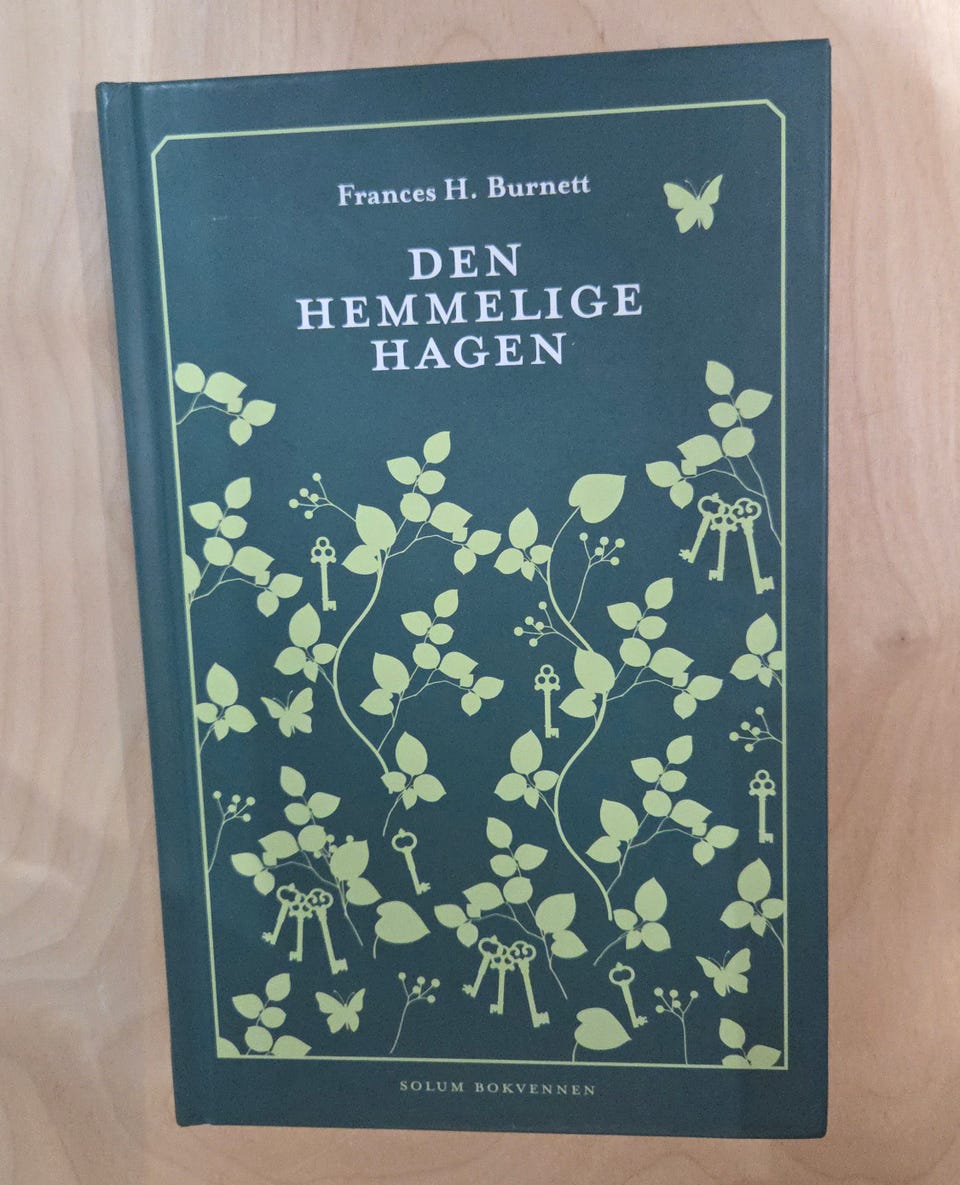 Frances H. Burnett
DEN
HEMMELIGE
HAGEN
SOLUM BOKVENNEN